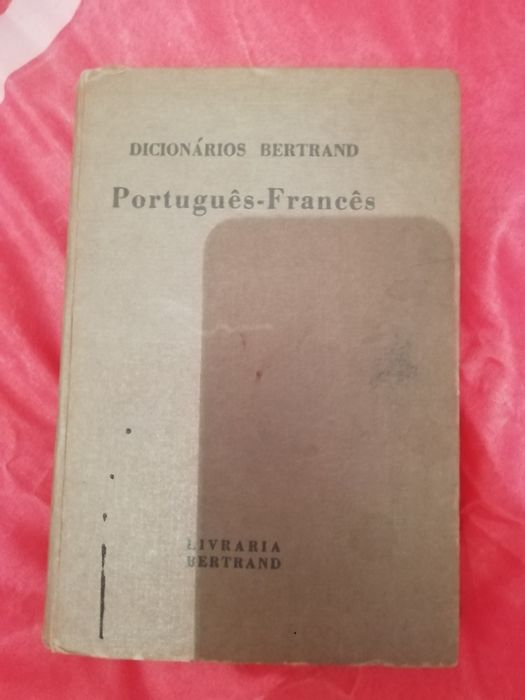 DICIONÁRIOS BERTRAND
Português-Francês
LIVRARIA
BERTRAND